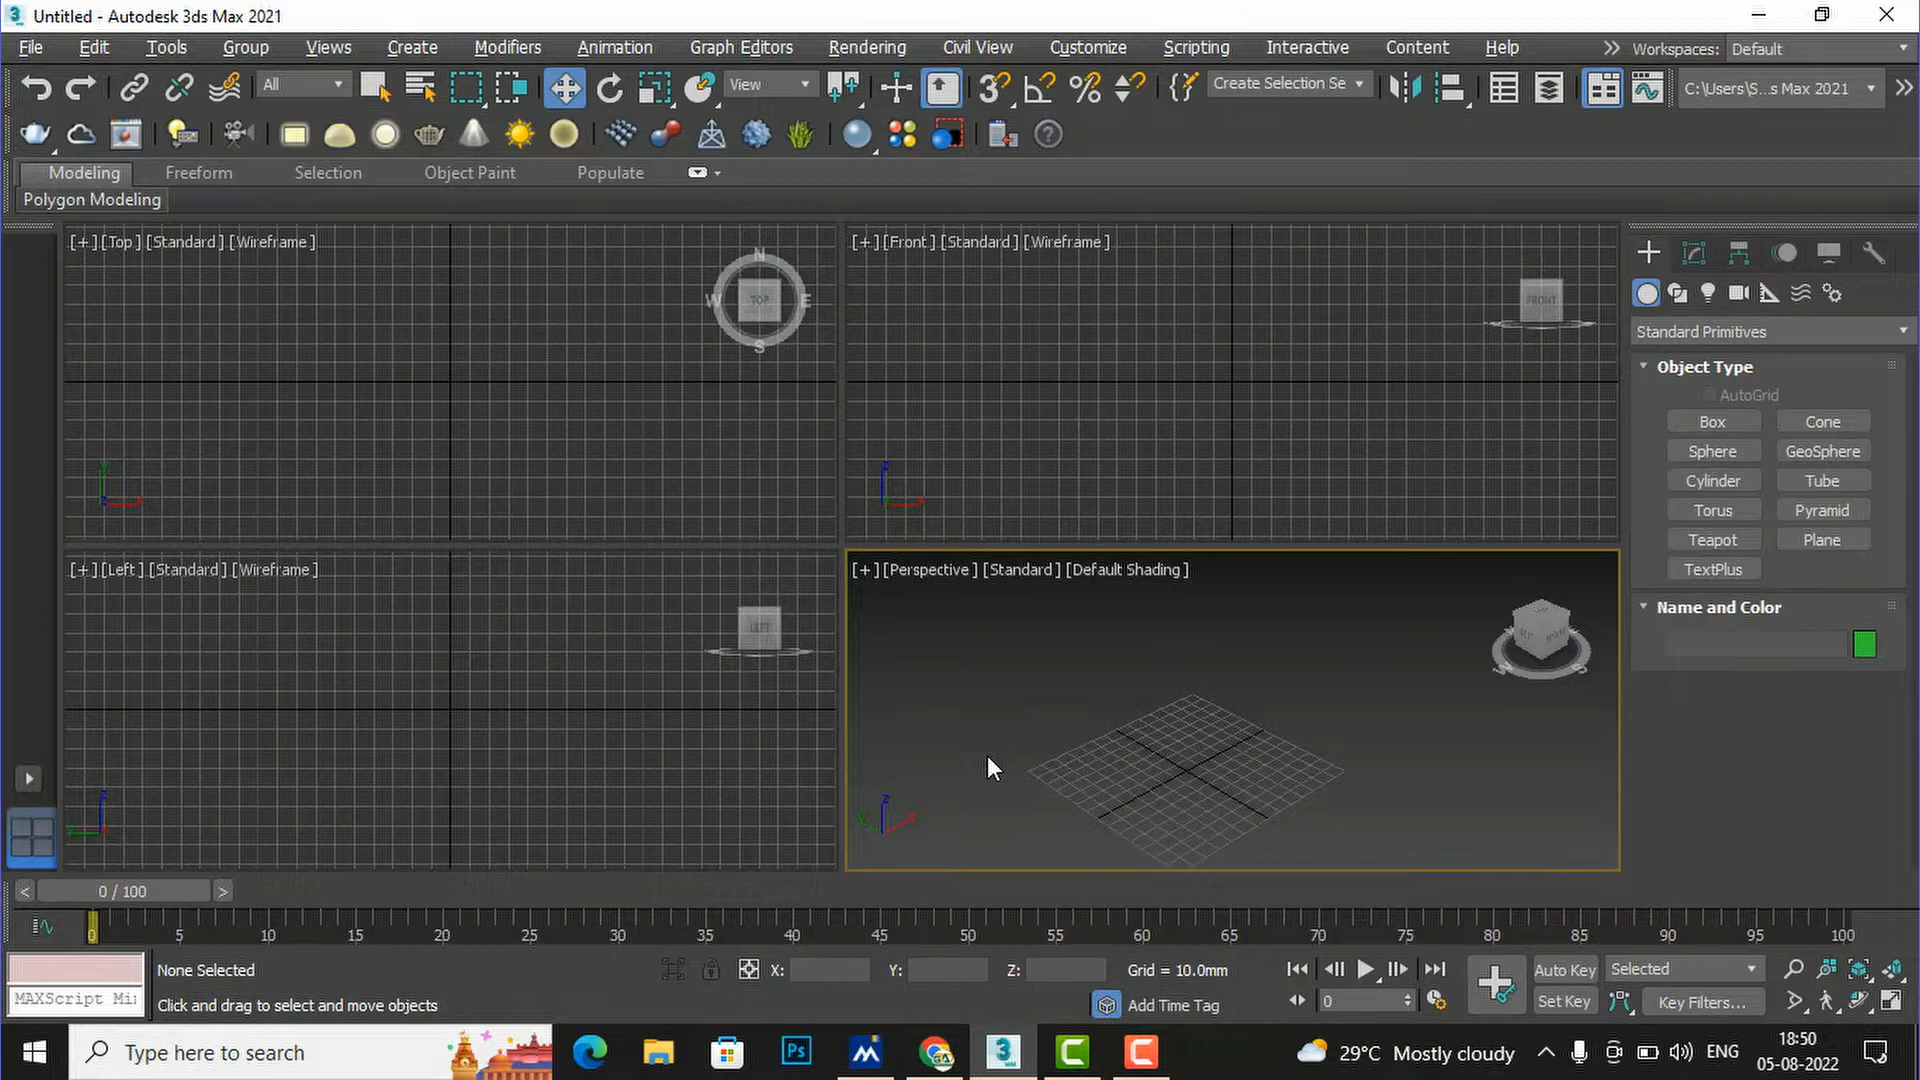 Untitled - Autodesk 3ds Max 2021
File Edit Tools Group Views Create Modifiers Animation Graph Editors Rendering Civil View Customize Scripting Interactive Content Help Workspaces: Default
All View Create Selection Se C:\Users\S...s Max 2021
Modeling Freeform Selection Object Paint Populate
Polygon Modeling
[+] [Top ] [Standard ] [Wireframe ]
N
W TOP E
S
[+] [Front ] [Standard ] [Wireframe ]
FRONT
Standard Primitives
Object Type
AutoGrid
Box Cone
Sphere GeoSphere
Cylinder Tube
Torus Pyramid
Teapot Plane
TextPlus
Name and Color
[+] [Left ] [Standard ] [Wireframe ]
LEFT
[+] [Perspective ] [Standard ] [Default Shading ]
< 0 / 100 >
0 5 10 15 20 25 30 35 40 45 50 55 60 65 70 75 80 85 90 95 100
None Selected X: Y: Z: Grid = 10.0mm Auto Key Selected
MAXScript Mi Click and drag to select and move objects Add Time Tag 0 Set Key Key Filters...
Type here to search Ps 29°C Mostly cloudy ENG 18:50
05-08-2022